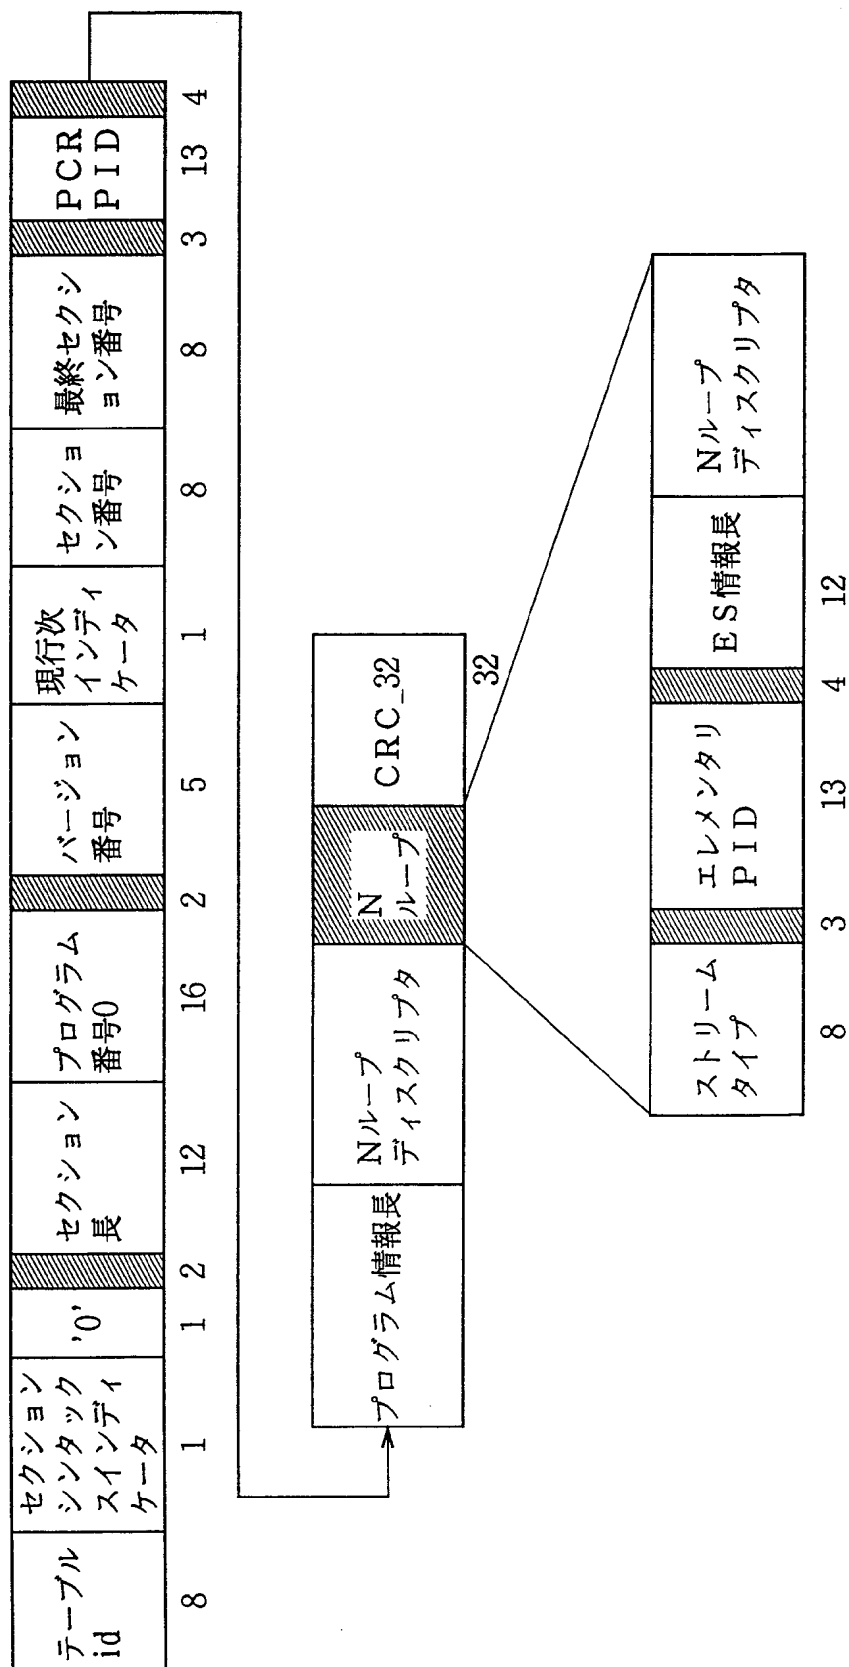 テーブル
id
セクション
シンタック
スインディ
ケータ
'0'
セクション
長
プログラム
番号0
バージョン
番号
現行次
インディ
ケータ
セクショ
ン番号
最終セクシ
ョン番号
PCR
PID
8
1
1
2
12
16
2
5
1
8
8
3
13
4
プログラム情報長
Nループ
ディスクリプタ
N
ループ
CRC_32
32
ストリーム
タイプ
エレメンタリ
PID
ES情報長
Nループ
ディスクリプタ
8
3
13
4
12